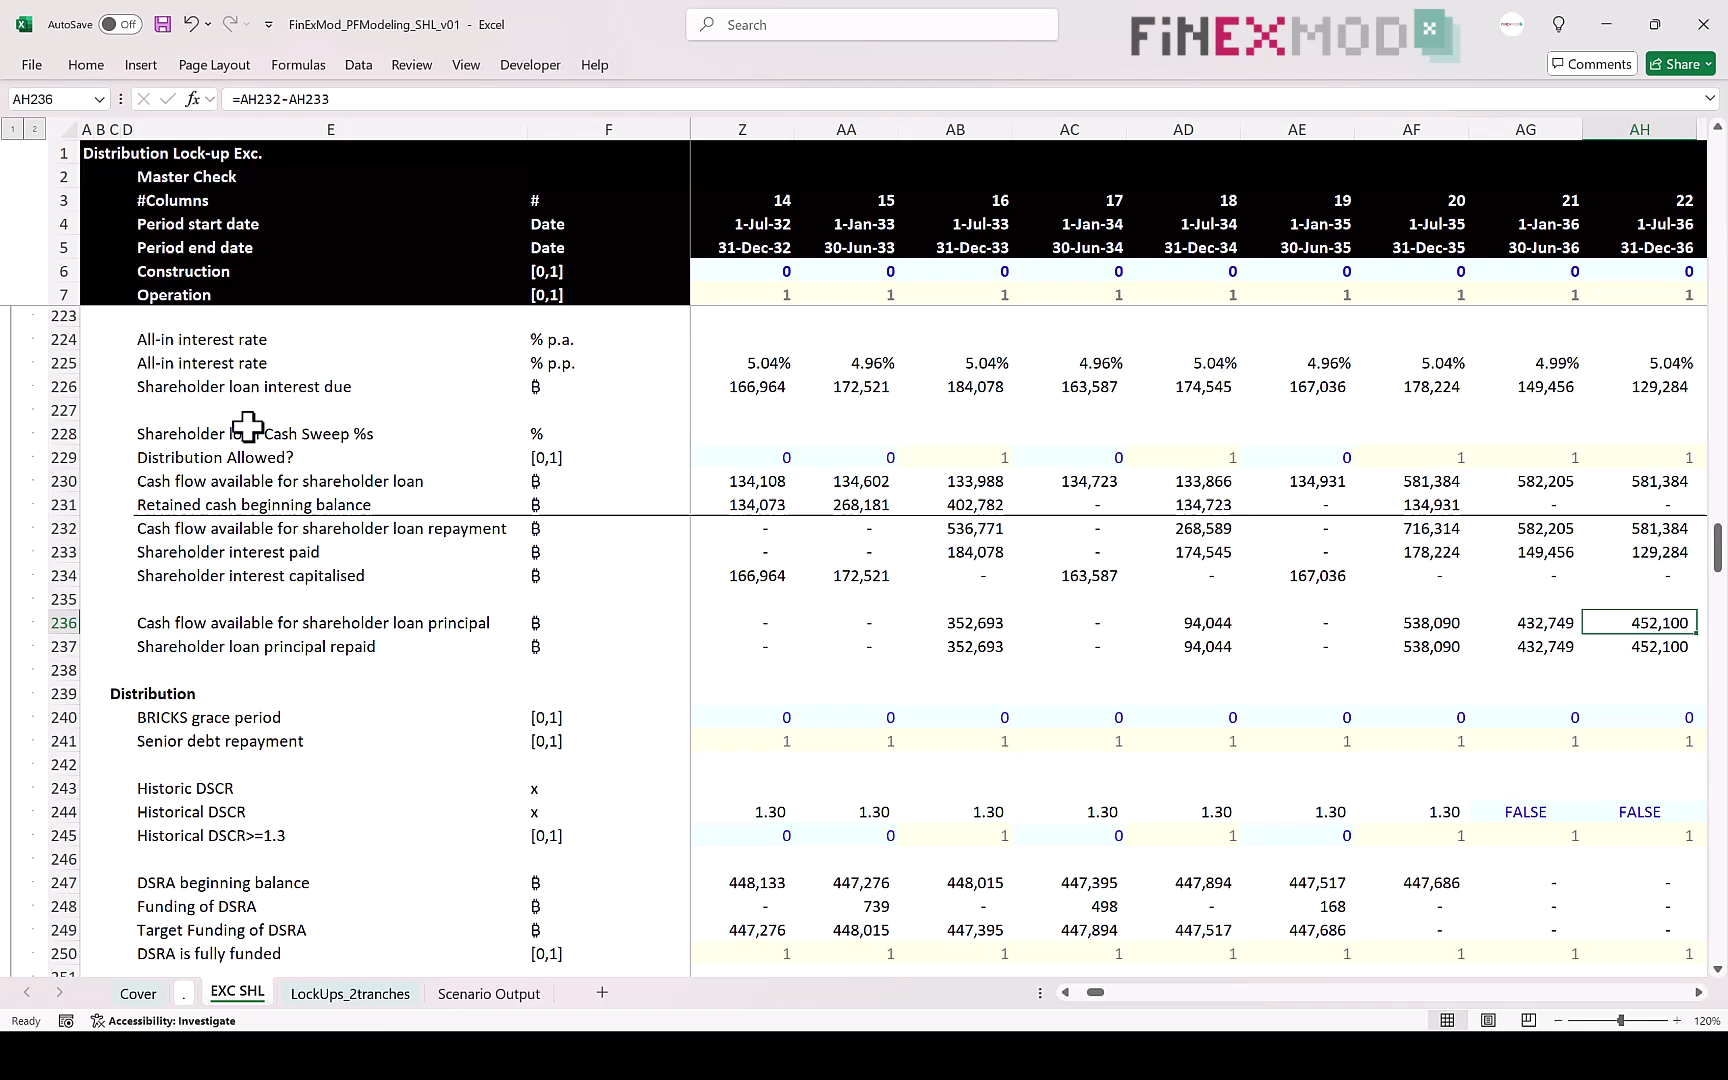 AutoSave Off FinExMod_PFModeling_SHL_v01 - Excel Search FiNEXMOD
File Home Insert Page Layout Formulas Data Review View Developer Help Comments Share
AH236 fx =AH232-AH233
1 2 A B C D E F Z AA AB AC AD AE AF AG AH
1 Distribution Lock-up Exc.
2 Master Check
3 #Columns # 14 15 16 17 18 19 20 21 22
4 Period start date Date 1-Jul-32 1-Jan-33 1-Jul-33 1-Jan-34 1-Jul-34 1-Jan-35 1-Jul-35 1-Jan-36 1-Jul-36
5 Period end date Date 31-Dec-32 30-Jun-33 31-Dec-33 30-Jun-34 31-Dec-34 30-Jun-35 31-Dec-35 30-Jun-36 31-Dec-36
6 Construction [0,1] 0 0 0 0 0 0 0 0 0
7 Operation [0,1] 1 1 1 1 1 1 1 1 1
223
224 All-in interest rate % p.a.
225 All-in interest rate % p.p. 5.04% 4.96% 5.04% 4.96% 5.04% 4.96% 5.04% 4.99% 5.04%
226 Shareholder loan interest due ₿ 166,964 172,521 184,078 163,587 174,545 167,036 178,224 149,456 129,284
227
228 Shareholder Cash Sweep %s %
229 Distribution Allowed? [0,1] 0 0 1 0 1 0 1 1 1
230 Cash flow available for shareholder loan ₿ 134,108 134,602 133,988 134,723 133,866 134,931 581,384 582,205 581,384
231 Retained cash beginning balance ₿ 134,073 268,181 402,782 - 134,723 - 134,931 - -
232 Cash flow available for shareholder loan repayment ₿ - - 536,771 - 268,589 - 716,314 582,205 581,384
233 Shareholder interest paid ₿ - - 184,078 - 174,545 - 178,224 149,456 129,284
234 Shareholder interest capitalised ₿ 166,964 172,521 - 163,587 - 167,036 - - -
235
236 Cash flow available for shareholder loan principal ₿ - - 352,693 - 94,044 - 538,090 432,749 452,100
237 Shareholder loan principal repaid ₿ - - 352,693 - 94,044 - 538,090 432,749 452,100
238
239 Distribution
240 BRICKS grace period [0,1] 0 0 0 0 0 0 0 0 0
241 Senior debt repayment [0,1] 1 1 1 1 1 1 1 1 1
242
243 Historic DSCR x
244 Historical DSCR x 1.30 1.30 1.30 1.30 1.30 1.30 1.30 FALSE FALSE
245 Historical DSCR>=1.3 [0,1] 0 0 1 0 1 0 1 1 1
246
247 DSRA beginning balance ₿ 448,133 447,276 448,015 447,395 447,894 447,517 447,686 - -
248 Funding of DSRA ₿ - 739 - 498 - 168 - - -
249 Target Funding of DSRA ₿ 447,276 448,015 447,395 447,894 447,517 447,686 - - -
250 DSRA is fully funded [0,1] 1 1 1 1 1 1 1 1 1
251
Cover . EXC SHL LockUps_2tranches Scenario Output
Ready Accessibility: Investigate 120%